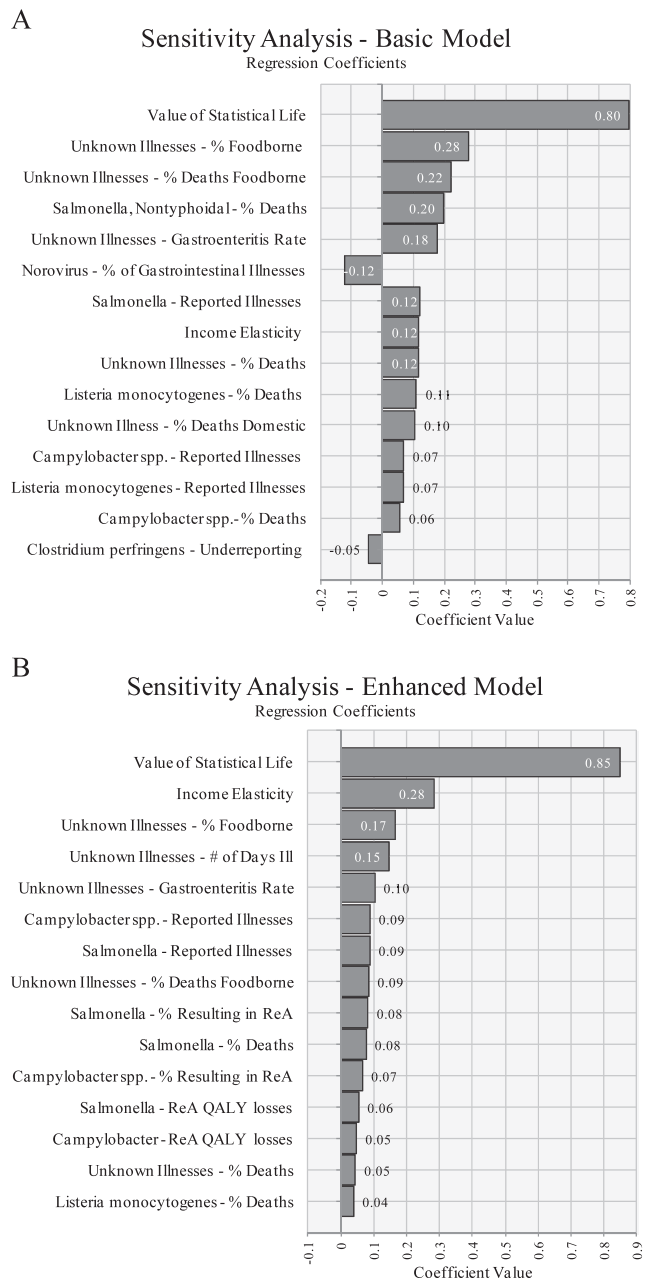 A
Sensitivity Analysis - Basic Model
Regression Coefficients
Value of Statistical Life 0.80
Unknown Illnesses - % Foodborne 0.28
Unknown Illnesses - % Deaths Foodborne 0.22
Salmonella, Nontyphoidal - % Deaths 0.20
Unknown Illnesses - Gastroenteritis Rate 0.18
Norovirus - % of Gastrointestinal Illnesses -0.12
Salmonella - Reported Illnesses 0.12
Income Elasticity 0.12
Unknown Illnesses - % Deaths 0.12
Listeria monocytogenes - % Deaths 0.11
Unknown Illness - % Deaths Domestic 0.10
Campylobacter spp. - Reported Illnesses 0.07
Listeria monocytogenes - Reported Illnesses 0.07
Campylobacter spp. - % Deaths 0.06
Clostridium perfringens - Underreporting -0.05
-0.2 -0.1 0 0.1 0.2 0.3 0.4 0.5 0.6 0.7 0.8
Coefficient Value
B
Sensitivity Analysis - Enhanced Model
Regression Coefficients
Value of Statistical Life 0.85
Income Elasticity 0.28
Unknown Illnesses - % Foodborne 0.17
Unknown Illnesses - # of Days Ill 0.15
Unknown Illnesses - Gastroenteritis Rate 0.10
Campylobacter spp. - Reported Illnesses 0.09
Salmonella - Reported Illnesses 0.09
Unknown Illnesses - % Deaths Foodborne 0.09
Salmonella - % Resulting in ReA 0.08
Salmonella - % Deaths 0.08
Campylobacter spp. - % Resulting in ReA 0.07
Salmonella - ReA QALY losses 0.06
Campylobacter - ReA QALY losses 0.05
Unknown Illnesses - % Deaths 0.05
Listeria monocytogenes - % Deaths 0.04
-0.1 0 0.1 0.2 0.3 0.4 0.5 0.6 0.7 0.8 0.9
Coefficient Value